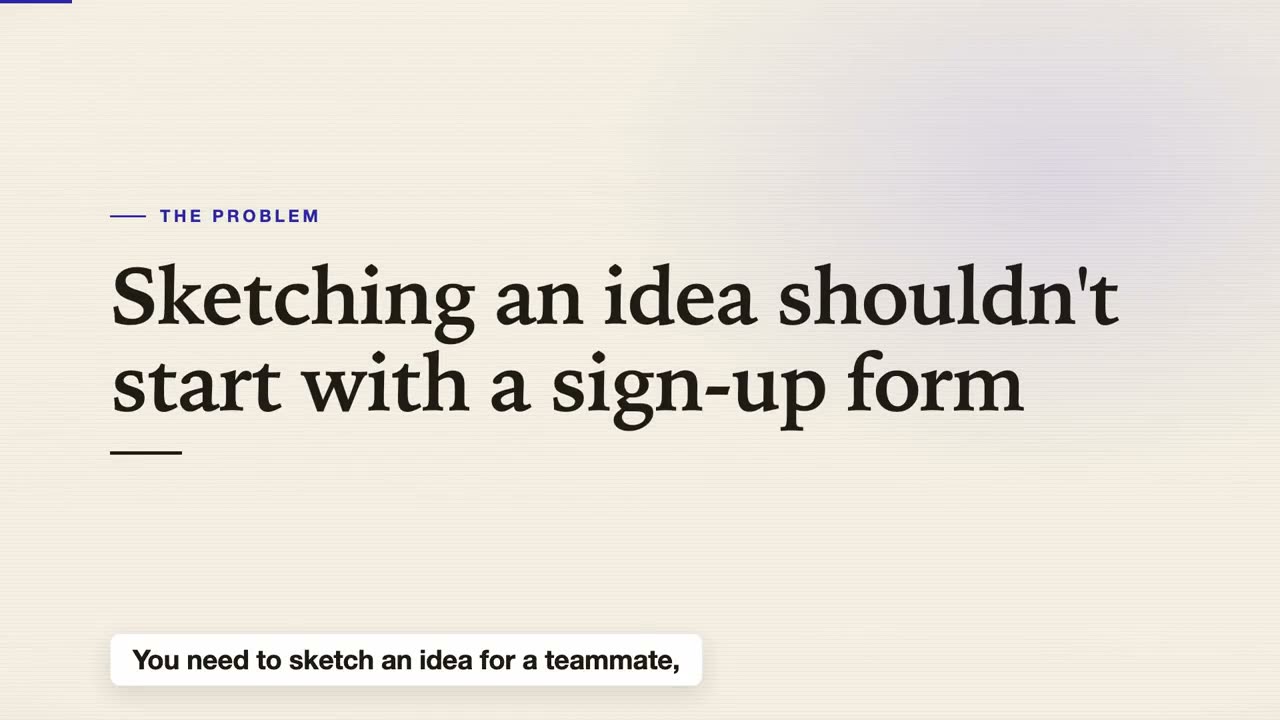 THE PROBLEM
Sketching an idea shouldn't
start with a sign-up form
You need to sketch an idea for a teammate,